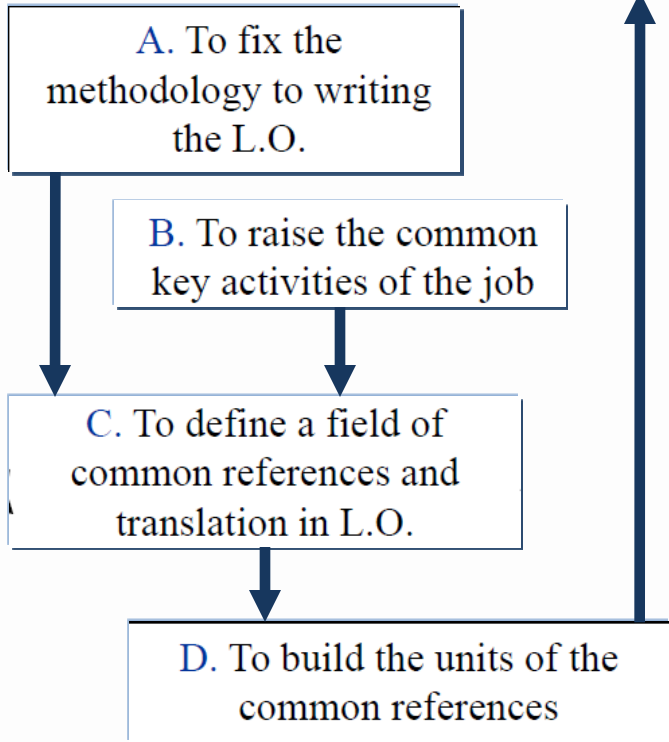 A. To fix the
methodology to writing
the L.O.
B. To raise the common
key activities of the job
C. To define a field of
common references and
translation in L.O.
D. To build the units of the
common references